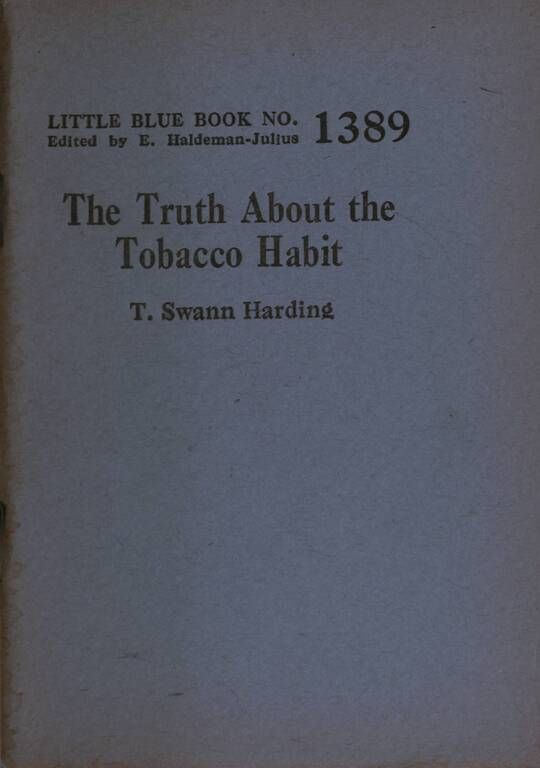 LITTLE BLUE BOOK NO. 1389
Edited by E. Haldeman-Julius
The Truth About the
Tobacco Habit
T. Swann Harding